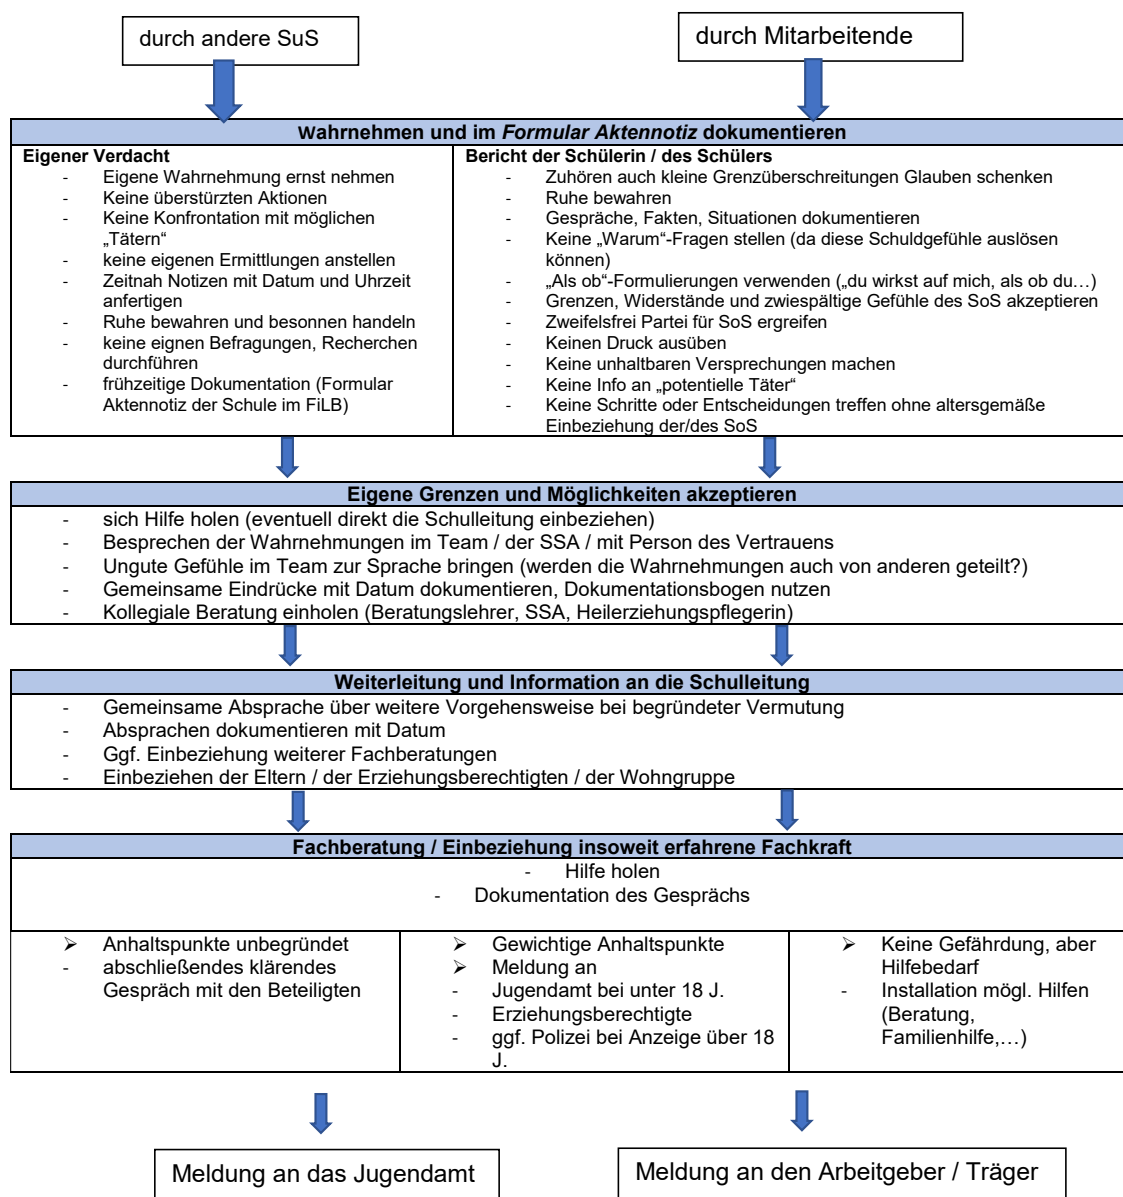 durch andere SuS
durch Mitarbeitende
Wahrnehmen und im Formular Aktennotiz dokumentieren
Eigener Verdacht
- Eigene Wahrnehmung ernst nehmen
- Keine überstürzten Aktionen
- Keine Konfrontation mit möglichen
„Tätern“
- keine eigenen Ermittlungen anstellen
- Zeitnah Notizen mit Datum und Uhrzeit
anfertigen
- Ruhe bewahren und besonnen handeln
- keine eignen Befragungen, Recherchen
durchführen
- frühzeitige Dokumentation (Formular
Aktennotiz der Schule im FiLB)
Bericht der Schülerin / des Schülers
- Zuhören auch kleine Grenzüberschreitungen Glauben schenken
- Ruhe bewahren
- Gespräche, Fakten, Situationen dokumentieren
- Keine „Warum“-Fragen stellen (da diese Schuldgefühle auslösen
können)
- „Als ob“-Formulierungen verwenden („du wirkst auf mich, als ob du…)
- Grenzen, Widerstände und zwiespältige Gefühle des SoS akzeptieren
- Zweifelsfrei Partei für SoS ergreifen
- Keinen Druck ausüben
- Keine unhaltbaren Versprechungen machen
- Keine Info an „potentielle Täter“
- Keine Schritte oder Entscheidungen treffen ohne altersgemäße
Einbeziehung der/des SoS
Eigene Grenzen und Möglichkeiten akzeptieren
- sich Hilfe holen (eventuell direkt die Schulleitung einbeziehen)
- Besprechen der Wahrnehmungen im Team / der SSA / mit Person des Vertrauens
- Ungute Gefühle im Team zur Sprache bringen (werden die Wahrnehmungen auch von anderen geteilt?)
- Gemeinsame Eindrücke mit Datum dokumentieren, Dokumentationsbogen nutzen
- Kollegiale Beratung einholen (Beratungslehrer, SSA, Heilerziehungspflegerin)
Weiterleitung und Information an die Schulleitung
- Gemeinsame Absprache über weitere Vorgehensweise bei begründeter Vermutung
- Absprachen dokumentieren mit Datum
- Ggf. Einbeziehung weiterer Fachberatungen
- Einbeziehen der Eltern / der Erziehungsberechtigten / der Wohngruppe
Fachberatung / Einbeziehung insoweit erfahrene Fachkraft
- Hilfe holen
- Dokumentation des Gesprächs
➢ Anhaltspunkte unbegründet
- abschließendes klärendes
Gespräch mit den Beteiligten
➢ Gewichtige Anhaltspunkte
➢ Meldung an
- Jugendamt bei unter 18 J.
- Erziehungsberechtigte
- ggf. Polizei bei Anzeige über 18
J.
➢ Keine Gefährdung, aber
Hilfebedarf
- Installation mögl. Hilfen
(Beratung,
Familienhilfe,…)
Meldung an das Jugendamt
Meldung an den Arbeitgeber / Träger